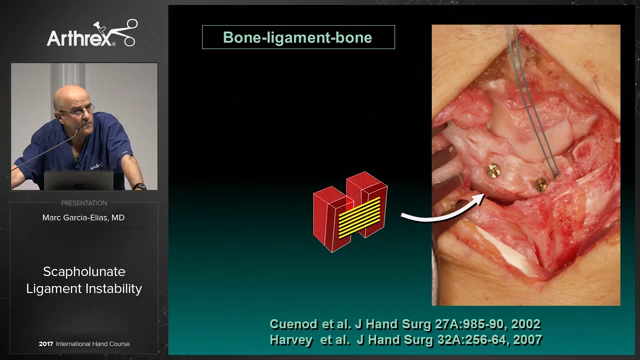 Arthrex®
PRESENTATION
Marc Garcia-Elias, MD
Scapholunate
Ligament Instability
2017 International Hand Course
Bone-ligament-bone
Cuenod et al. J Hand Surg 27A:985-90, 2002
Harvey et al. J Hand Surg 32A:256-64, 2007